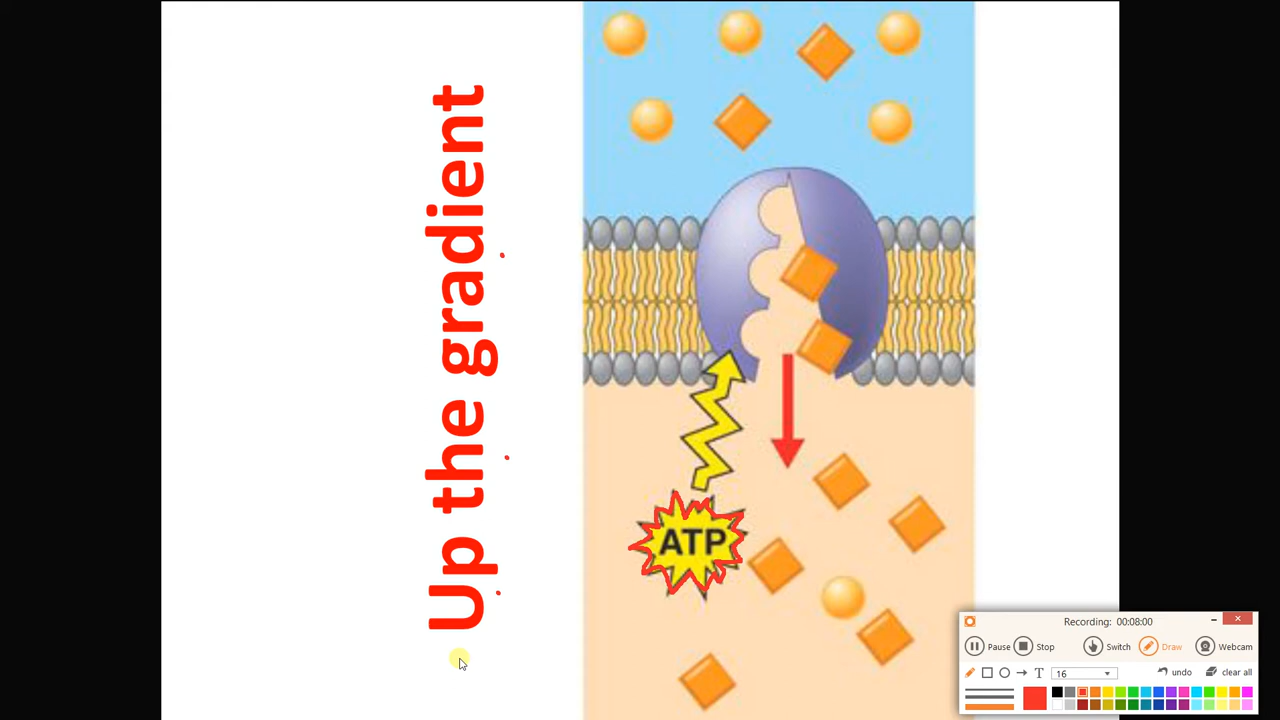 Up the gradient
ATP
Recording: 00:08:00
Pause Stop Switch Draw Webcam
T 16 undo clear all